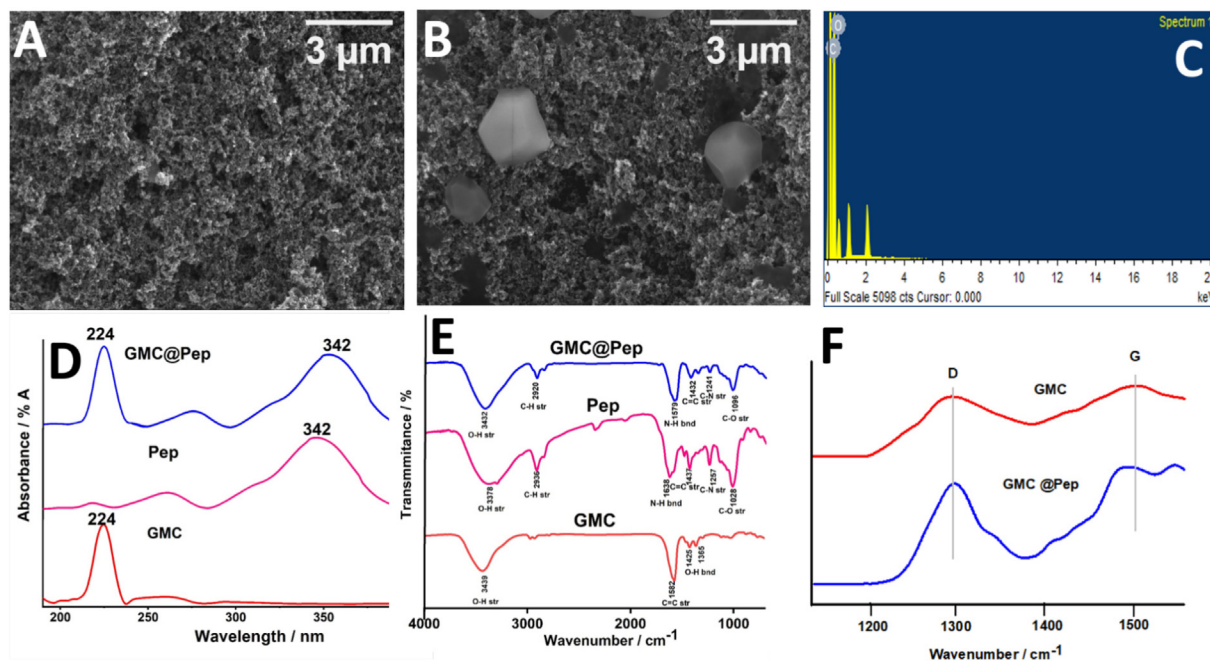 A
3 µm
B
3 µm
Spectrum
C
O
C
0 2 4 6 8 10 12 14 16 18 2
Full Scale 5098 cts Cursor: 0.000
keV
D
224
342
GMC@Pep
Pep
342
224
GMC
Absorbance / % A
200 250 300 350
Wavelength / nm
E
GMC@Pep
3432
O-H str
2920
C-H str
1579
N-H bnd
1432
C=C str
1241
C-N str
1096
C-O str
Pep
3378
O-H str
2936
C-H str
1638
N-H bnd
1437
C=C str
1257
C-N str
1028
C-O str
GMC
3439
O-H str
1582
C=C str
1425
1365
O-H bnd
Transmmitance / %
4000 3000 2000 1000
Wavenumber / cm⁻¹
F
D
G
GMC
GMC @Pep
1200 1300 1400 1500
Wavenumber / cm⁻¹